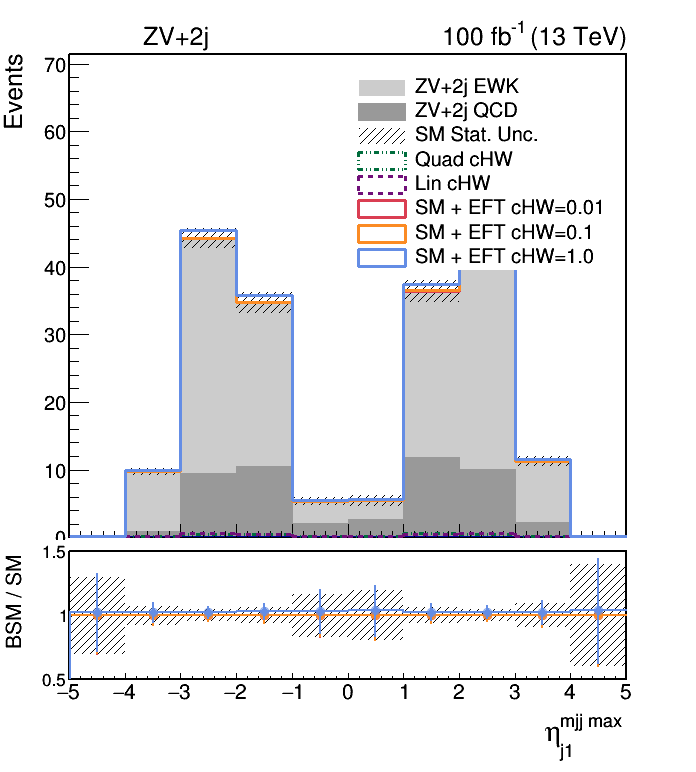 ZV+2j 100 fb⁻¹ (13 TeV)
Events
70
60
50
40
30
20
10
0
ZV+2j EWK
ZV+2j QCD
SM Stat. Unc.
Quad cHW
Lin cHW
SM + EFT cHW=0.01
SM + EFT cHW=0.1
SM + EFT cHW=1.0
BSM / SM
1.5
1
0.5
−5 −4 −3 −2 −1 0 1 2 3 4 5
η_{j1}^{mjj max}